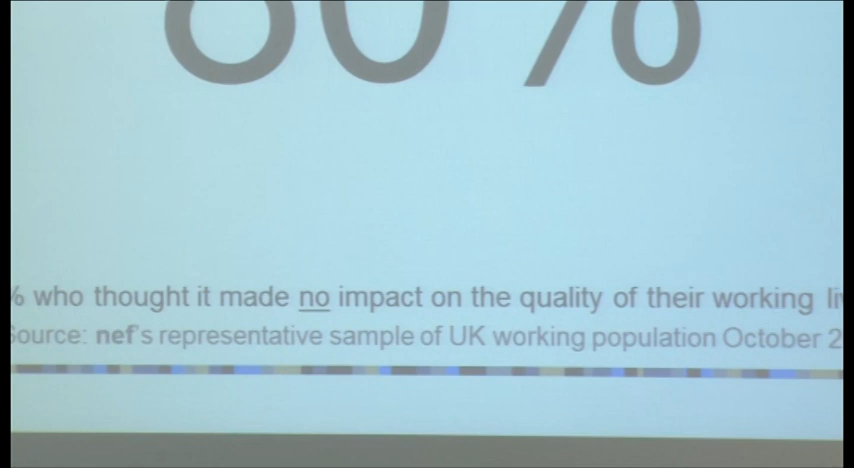 % who thought it made no impact on the quality of their working
Source: nef's representative sample of UK working population October